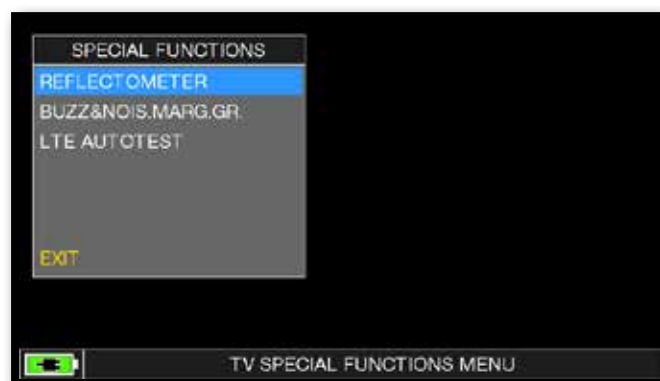 SPECIAL FUNCTIONS
REFLECTOMETER
BUZZ&NOIS.MARG.GR.
LTE AUTOTEST
EXIT
TV SPECIAL FUNCTIONS MENU